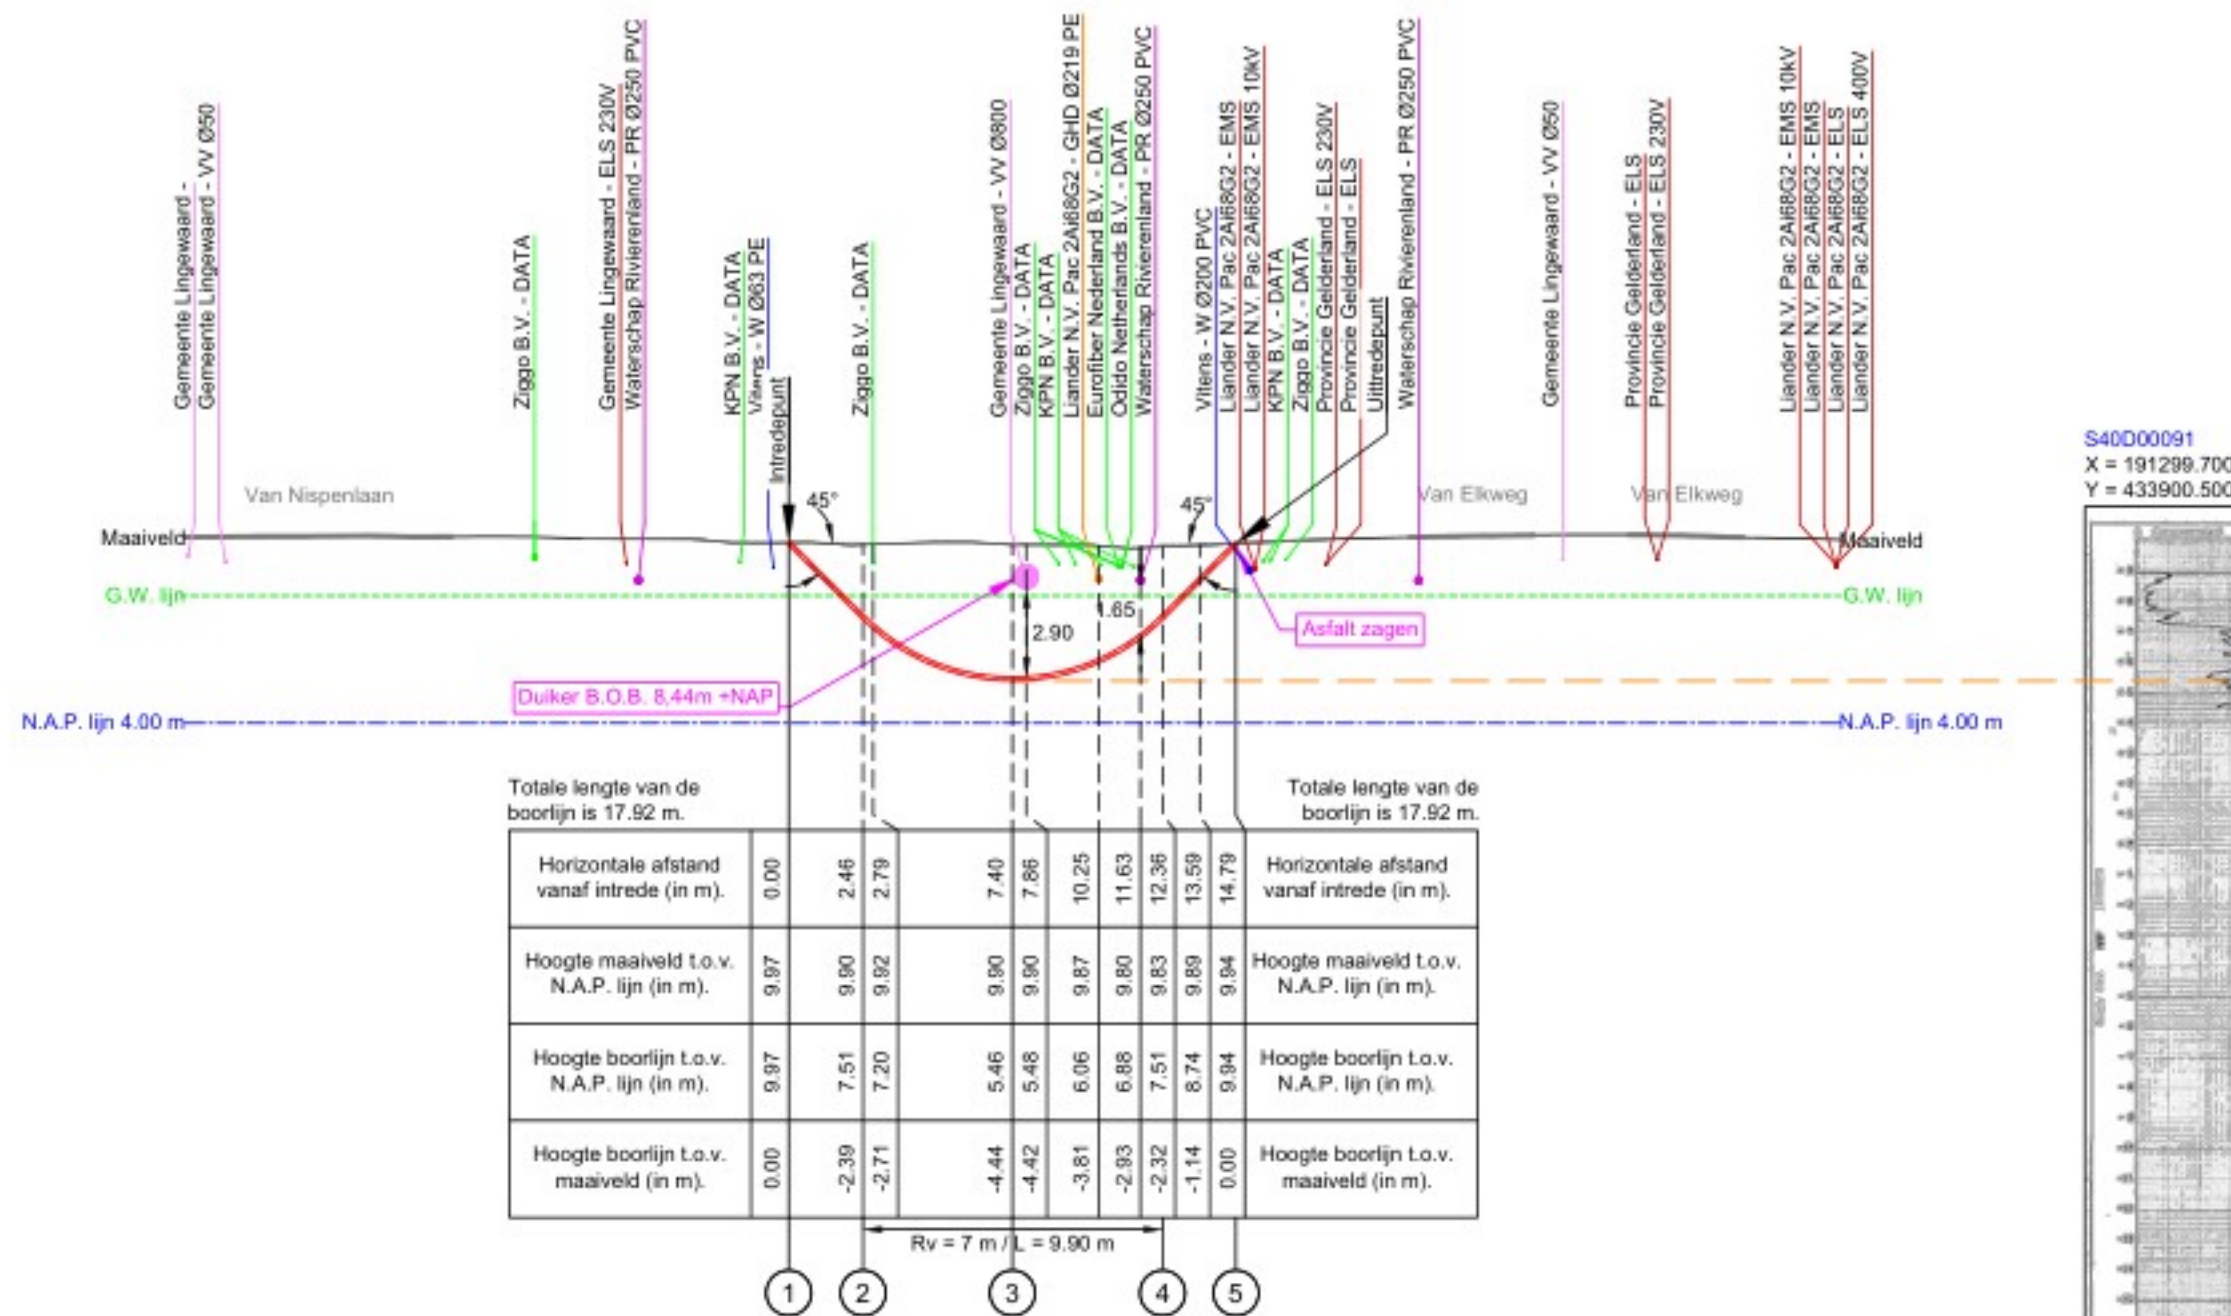 Gemeente Lingewaard -
Gemeente Lingewaard - VV Ø50
Ziggo B.V. - DATA
Gemeente Lingewaard - ELS 230V
Waterschap Rivierenland - PR Ø250 PVC
KPN B.V. - DATA
Vitens - W Ø63 PE
Intredepunt
Ziggo B.V. - DATA
Gemeente Lingewaard - VV Ø800
Ziggo B.V. - DATA
KPN B.V. - DATA
Liander N.V. Pac 2Ai68G2 - GHD Ø219 PE
Eurofiber Nederland B.V. - DATA
Odido Netherlands B.V. - DATA
Waterschap Rivierenland - PR Ø250 PVC
Vitens - W Ø200 PVC
Liander N.V. Pac 2Ai68G2 - EMS
Liander N.V. Pac 2Ai68G2 - EMS 10kV
KPN B.V. - DATA
Ziggo B.V. - DATA
Provincie Gelderland - ELS 230V
Provincie Gelderland - ELS
Uittredepunt
Waterschap Rivierenland - PR Ø250 PVC
Gemeente Lingewaard - VV Ø50
Provincie Gelderland - ELS
Provincie Gelderland - ELS 230V
Liander N.V. Pac 2Ai68G2 - EMS 10kV
Liander N.V. Pac 2Ai68G2 - EMS
Liander N.V. Pac 2Ai68G2 - ELS
Liander N.V. Pac 2Ai68G2 - ELS 400V
S40D00091
X = 191299.700
Y = 433900.500
Van Nispenlaan
45°
45°
Van Elkweg
Van Elkweg
Maaiveld
Maaiveld
G.W. lijn
G.W. lijn
1.65
2.90
Asfalt zagen
Duiker B.O.B. 8,44m +NAP
N.A.P. lijn 4.00 m
N.A.P. lijn 4.00 m
Totale lengte van de
boorlijn is 17.92 m.
Totale lengte van de
boorlijn is 17.92 m.
Horizontale afstand
vanaf intrede (in m).
0.00 2.46 2.79 7.40 7.86 10.25 11.63 12.36 13.59 14.79
Horizontale afstand
vanaf intrede (in m).
Hoogte maaiveld t.o.v.
N.A.P. lijn (in m).
9.97 9.90 9.92 9.90 9.90 9.87 9.80 9.83 9.89 9.94
Hoogte maaiveld t.o.v.
N.A.P. lijn (in m).
Hoogte boorlijn t.o.v.
N.A.P. lijn (in m).
9.97 7.51 7.20 5.46 5.48 6.06 6.88 7.51 8.74 9.94
Hoogte boorlijn t.o.v.
N.A.P. lijn (in m).
Hoogte boorlijn t.o.v.
maaiveld (in m).
0.00 -2.39 -2.71 -4.44 -4.42 -3.81 -2.93 -2.32 -1.14 0.00
Hoogte boorlijn t.o.v.
maaiveld (in m).
Rv = 7 m / L = 9.90 m
1 2 3 4 5